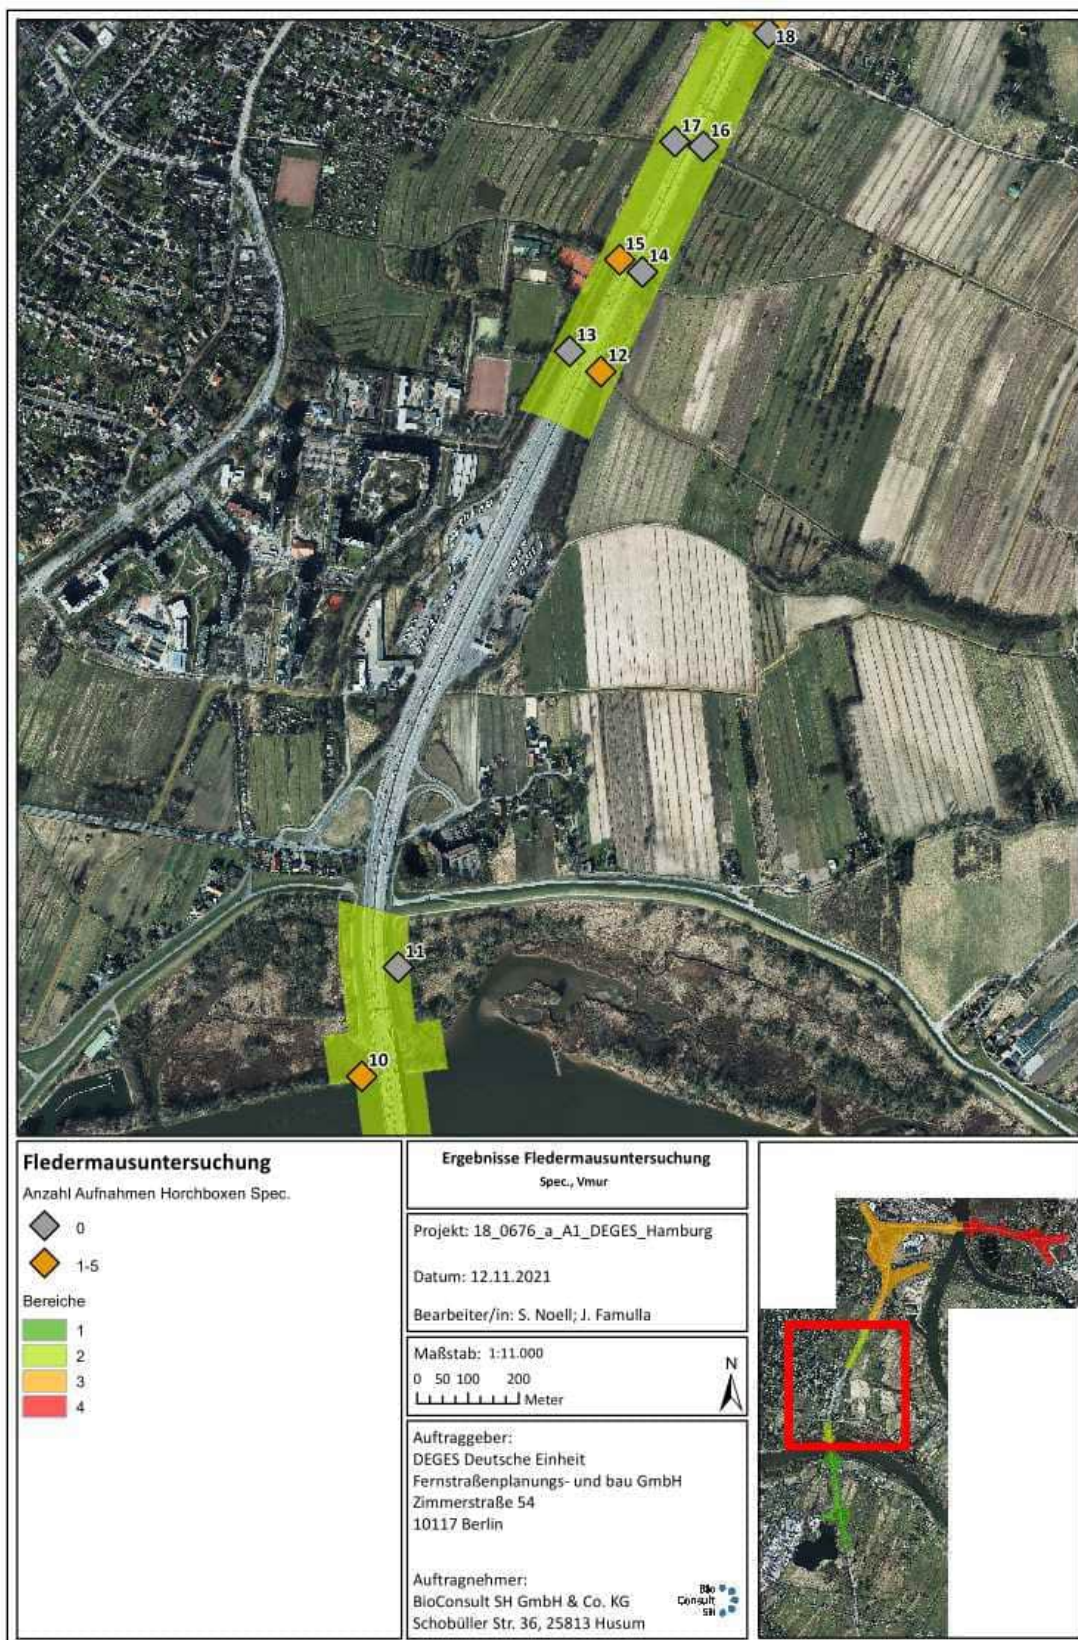 18
17
16
15
14
13
12
11
10
Fledermausuntersuchung
Anzahl Aufnahmen Horchboxen Spec.
0
1-5
Bereiche
1
2
3
4
Ergebnisse Fledermausuntersuchung
Spec., Vmur
Projekt: 18_0676_a_A1_DEGES_Hamburg
Datum: 12.11.2021
Bearbeiter/in: S. Noell; J. Famulla
Maßstab: 1:11.000
0 50 100 200
Meter
N
Auftraggeber:
DEGES Deutsche Einheit
Fernstraßenplanungs- und bau GmbH
Zimmerstraße 54
10117 Berlin
Auftragnehmer:
BioConsult SH GmbH & Co. KG
Schobüller Str. 36, 25813 Husum
Bio
Consult
SH